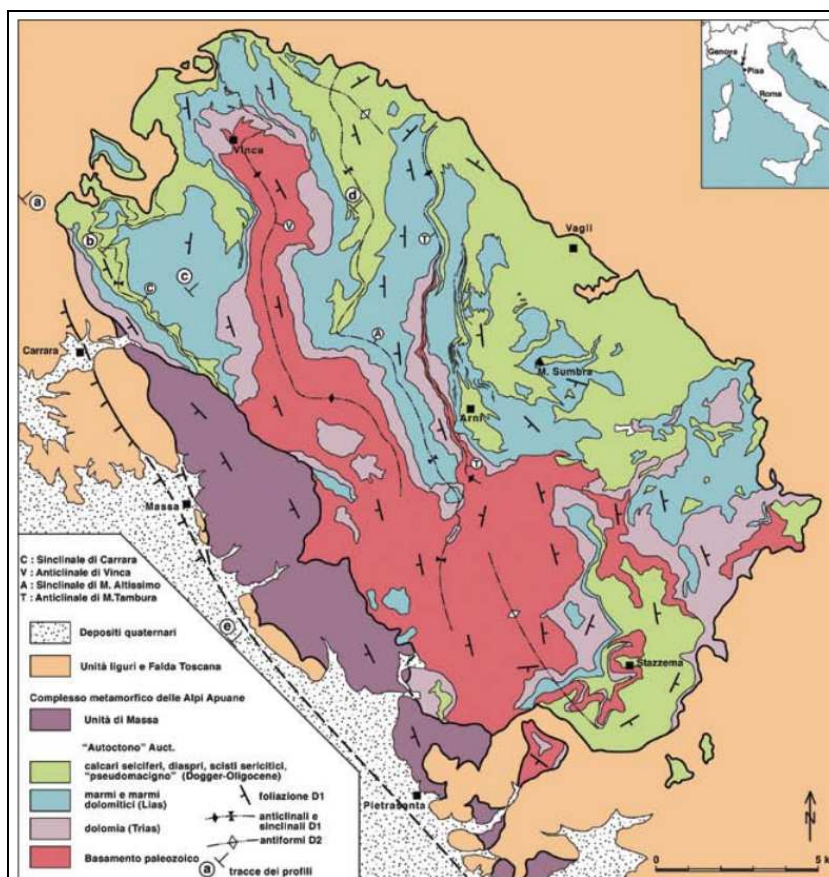 Genova
Pisa
Roma
Vinca
a
d
b
V
T
Vagli
c
C
Carrara
A
M. Sumbra
Arni
T
Massa
C : Sinclinale di Carrara
V : Anticlinale di Vinca
A : Sinclinale di M. Altissimo
T : Anticlinale di M.Tambura
e
Depositi quaternari
Unità liguri e Falda Toscana
Stazzema
Complesso metamorfico delle Alpi Apuane
Unità di Massa
"Autoctono" Auct.
calcari selciferi, diaspri, scisti sericitici,
"pseudomacigno" (Dogger-Oligocene)
foliazione D1
marmi e marmi
dolomitici (Lias)
anticlinali e
sinclinali D1
Pietrasanta
dolomia (Trias)
antiformi D2
N
Basamento paleozoico
a tracce dei profili
0 5 k